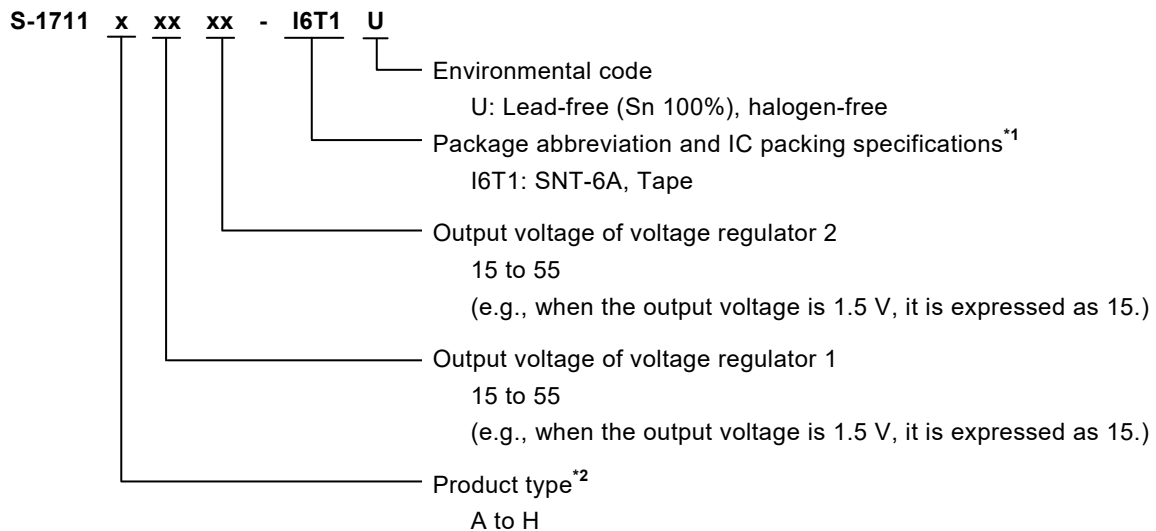 S-1711 x xx xx - I6T1 U
Environmental code
U: Lead-free (Sn 100%), halogen-free
Package abbreviation and IC packing specifications*1
I6T1: SNT-6A, Tape
Output voltage of voltage regulator 2
15 to 55
(e.g., when the output voltage is 1.5 V, it is expressed as 15.)
Output voltage of voltage regulator 1
15 to 55
(e.g., when the output voltage is 1.5 V, it is expressed as 15.)
Product type*2
A to H